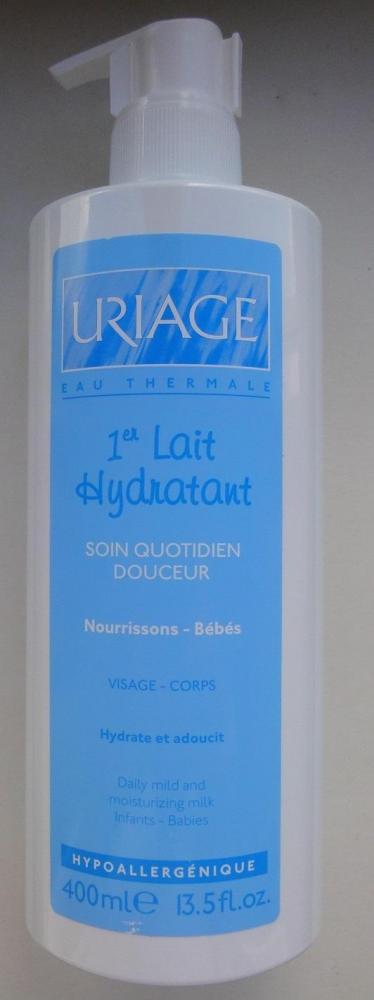 URIAGE
EAU THERMALE
1er Lait
Hydratant
SOIN QUOTIDIEN
DOUCEUR
Nourrissons - Bébés
VISAGE - CORPS
Hydrate et adoucit
Daily mild and
moisturizing milk
Infants - Babies
HYPOALLERGÉNIQUE
400ml℮ 13.5fl.oz.